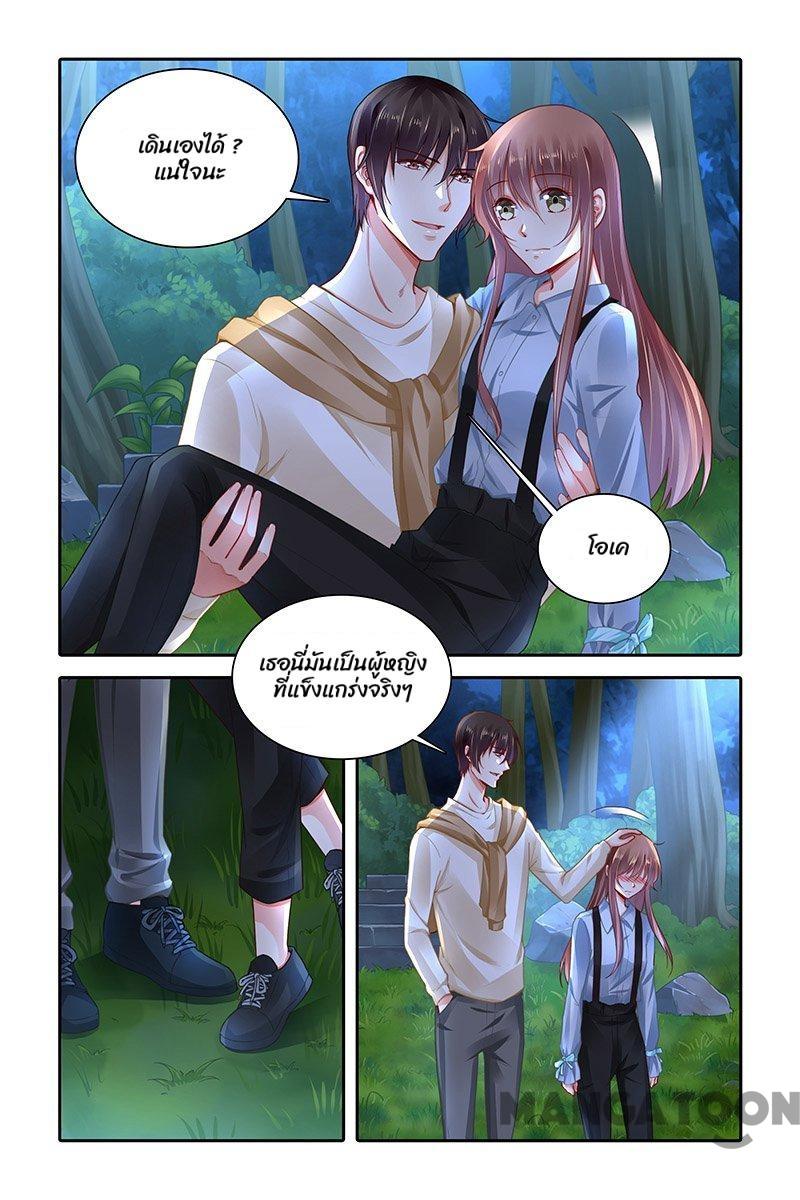 เดินเองได้ ?
แน่ใจนะ
โอเค
เธอนี่มันเป็นผู้หญิง
ที่แข็งแกร่งจริงๆ
MANGATOON